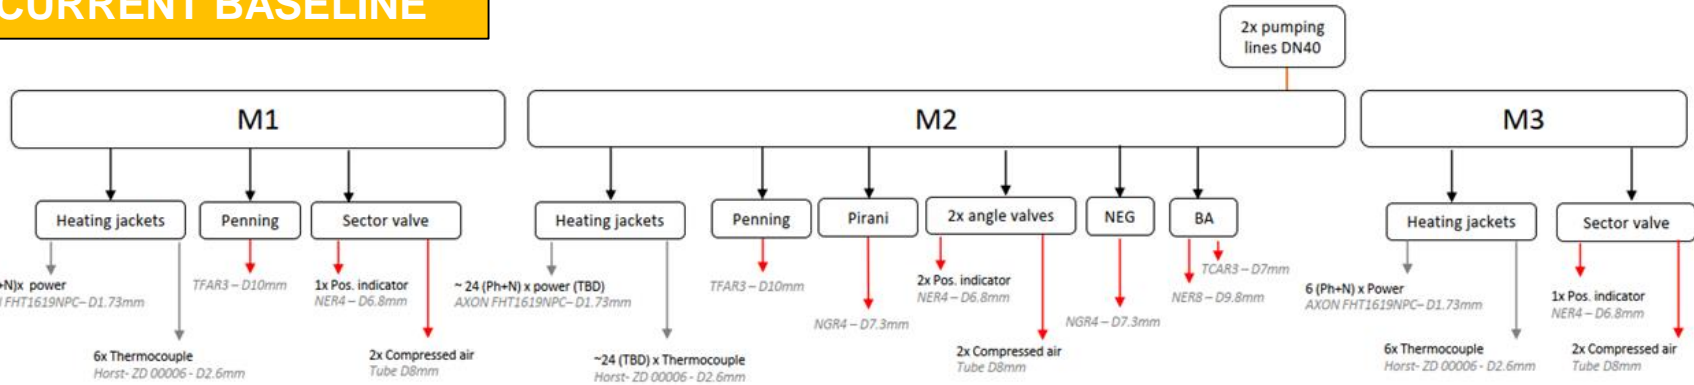 CURRENT BASELINE
2x pumping
lines DN40
M1
M2
M3
Heating jackets
Penning
Sector valve
Heating jackets
Penning
Pirani
2x angle valves
NEG
BA
Heating jackets
Sector valve
+N)x power
FHT1619NPC– D1.73mm
TFAR3 – D10mm
1x Pos. indicator
NER4 – D6.8mm
~ 24 (Ph+N) x power (TBD)
AXON FHT1619NPC– D1.73mm
TFAR3 – D10mm
NGR4 – D7.3mm
2x Pos. indicator
NER4 – D6.8mm
NGR4 – D7.3mm
TCAR3 – D7mm
NER8 – D9.8mm
6 (Ph+N) x Power
AXON FHT1619NPC– D1.73mm
1x Pos. indicator
NER4 – D6.8mm
6x Thermocouple
Horst- ZD 00006 - D2.6mm
2x Compressed air
Tube D8mm
~24 (TBD) x Thermocouple
Horst- ZD 00006 - D2.6mm
2x Compressed air
Tube D8mm
6x Thermocouple
Horst- ZD 00006 - D2.6mm
2x Compressed air
Tube D8mm